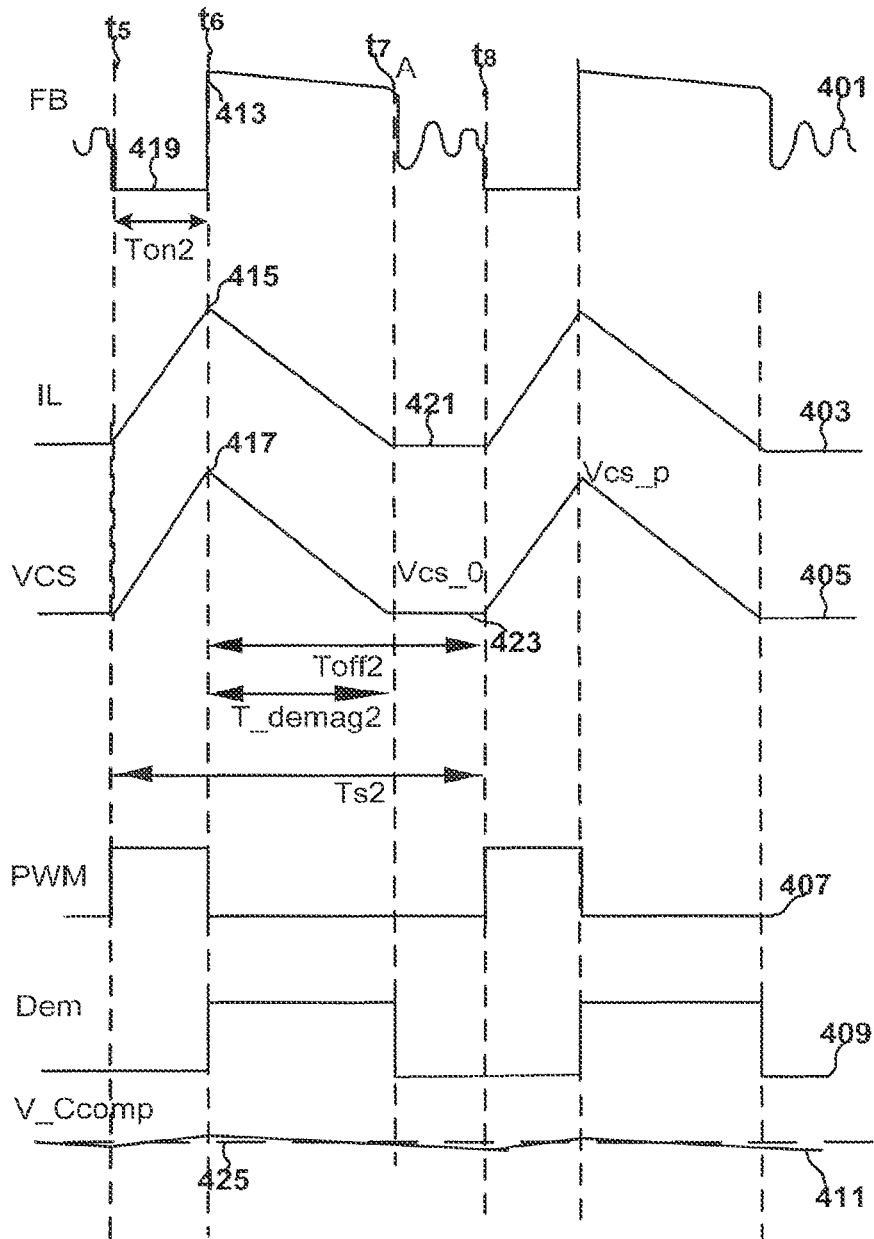 t5
t6
t7
A
t8
FB
413
401
419
Ton2
415
IL
421
403
417
Vcs_p
VCS
Vcs_0
405
423
Toff2
T_demag2
Ts2
PWM
407
Dem
409
V_Ccomp
425
411